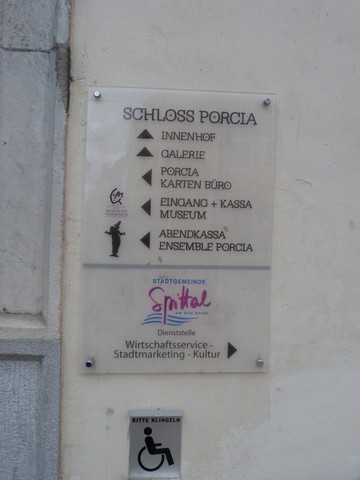 SCHLOSS PORCIA
INNENHOF
GALERIE
PORCIA
KARTEN BÜRO
EINGANG + KASSA
MUSEUM
ABENDKASSA
ENSEMBLE PORCIA
STADTGEMEINDE
Spittal
AN DER DRAU
Dienststelle
Wirtschaftsservice -
Stadtmarketing - Kultur
BITTE KLINGELN